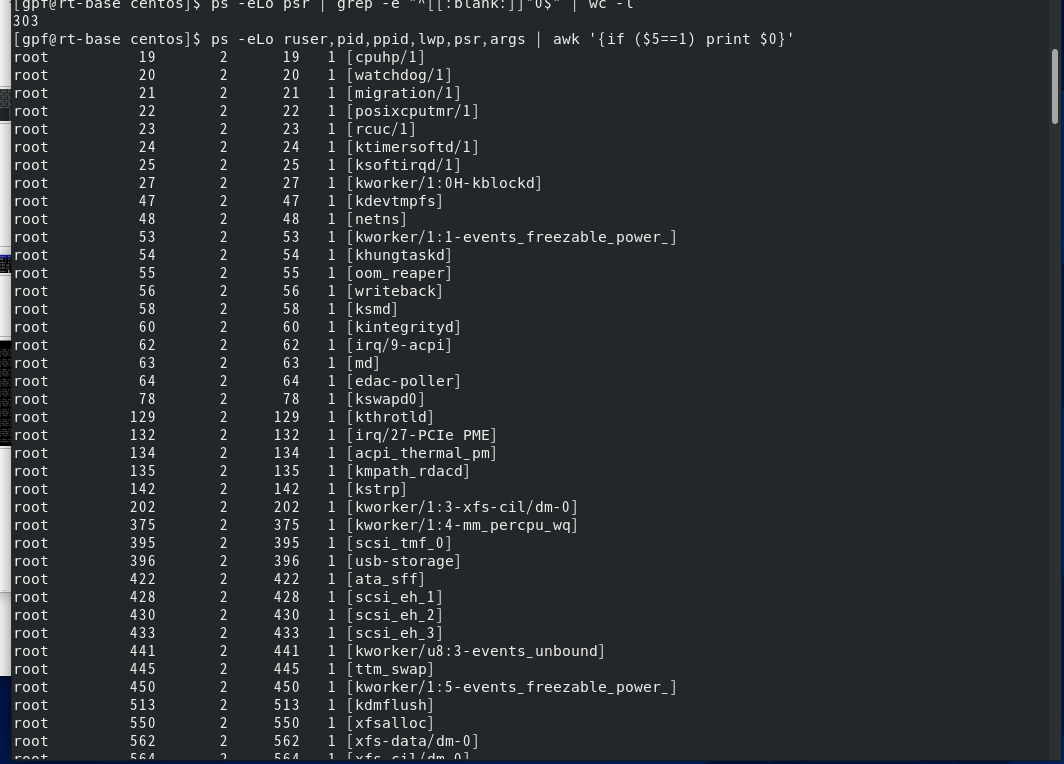 [gpf@rt-base centos]$ ps -eLo psr | grep -e "^[[:blank:]]*0$" | wc -l
303
[gpf@rt-base centos]$ ps -eLo ruser,pid,ppid,lwp,psr,args | awk '{if ($5==1) print $0}'
root 19 2 19 1 [cpuhp/1]
root 20 2 20 1 [watchdog/1]
root 21 2 21 1 [migration/1]
root 22 2 22 1 [posixcputmr/1]
root 23 2 23 1 [rcuc/1]
root 24 2 24 1 [ktimersoftd/1]
root 25 2 25 1 [ksoftirqd/1]
root 27 2 27 1 [kworker/1:0H-kblockd]
root 47 2 47 1 [kdevtmpfs]
root 48 2 48 1 [netns]
root 53 2 53 1 [kworker/1:1-events_freezable_power_]
root 54 2 54 1 [khungtaskd]
root 55 2 55 1 [oom_reaper]
root 56 2 56 1 [writeback]
root 58 2 58 1 [ksmd]
root 60 2 60 1 [kintegrityd]
root 62 2 62 1 [irq/9-acpi]
root 63 2 63 1 [md]
root 64 2 64 1 [edac-poller]
root 78 2 78 1 [kswapd0]
root 129 2 129 1 [kthrotld]
root 132 2 132 1 [irq/27-PCIe PME]
root 134 2 134 1 [acpi_thermal_pm]
root 135 2 135 1 [kmpath_rdacd]
root 142 2 142 1 [kstrp]
root 202 2 202 1 [kworker/1:3-xfs-cil/dm-0]
root 375 2 375 1 [kworker/1:4-mm_percpu_wq]
root 395 2 395 1 [scsi_tmf_0]
root 396 2 396 1 [usb-storage]
root 422 2 422 1 [ata_sff]
root 428 2 428 1 [scsi_eh_1]
root 430 2 430 1 [scsi_eh_2]
root 433 2 433 1 [scsi_eh_3]
root 441 2 441 1 [kworker/u8:3-events_unbound]
root 445 2 445 1 [ttm_swap]
root 450 2 450 1 [kworker/1:5-events_freezable_power_]
root 513 2 513 1 [kdmflush]
root 550 2 550 1 [xfsalloc]
root 562 2 562 1 [xfs-data/dm-0]
root 564 2 564 1 [xfs-cil/dm-0]